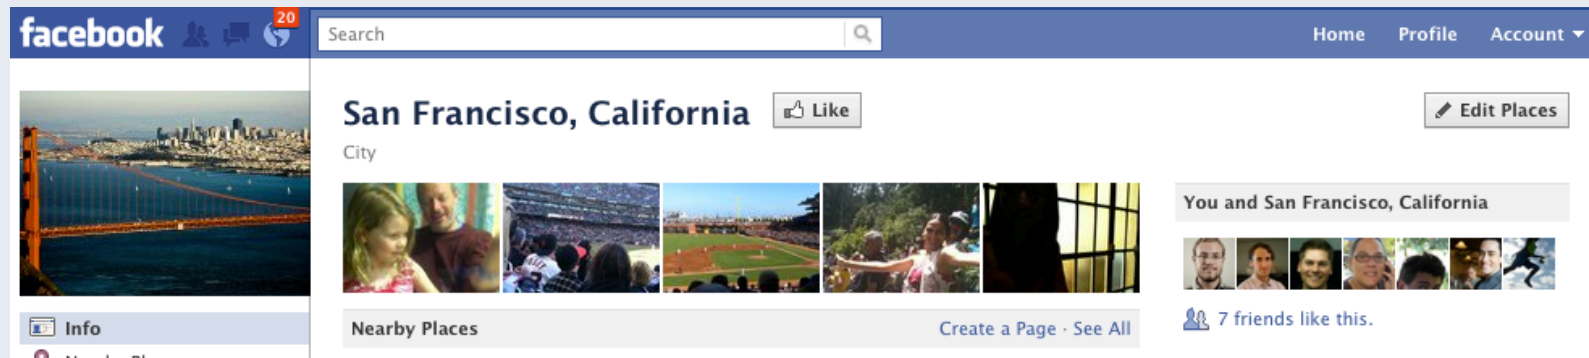 facebook
20
Search
Home Profile Account
San Francisco, California
Like
Edit Places
City
You and San Francisco, California
7 friends like this.
Info
Nearby Places
Create a Page · See All